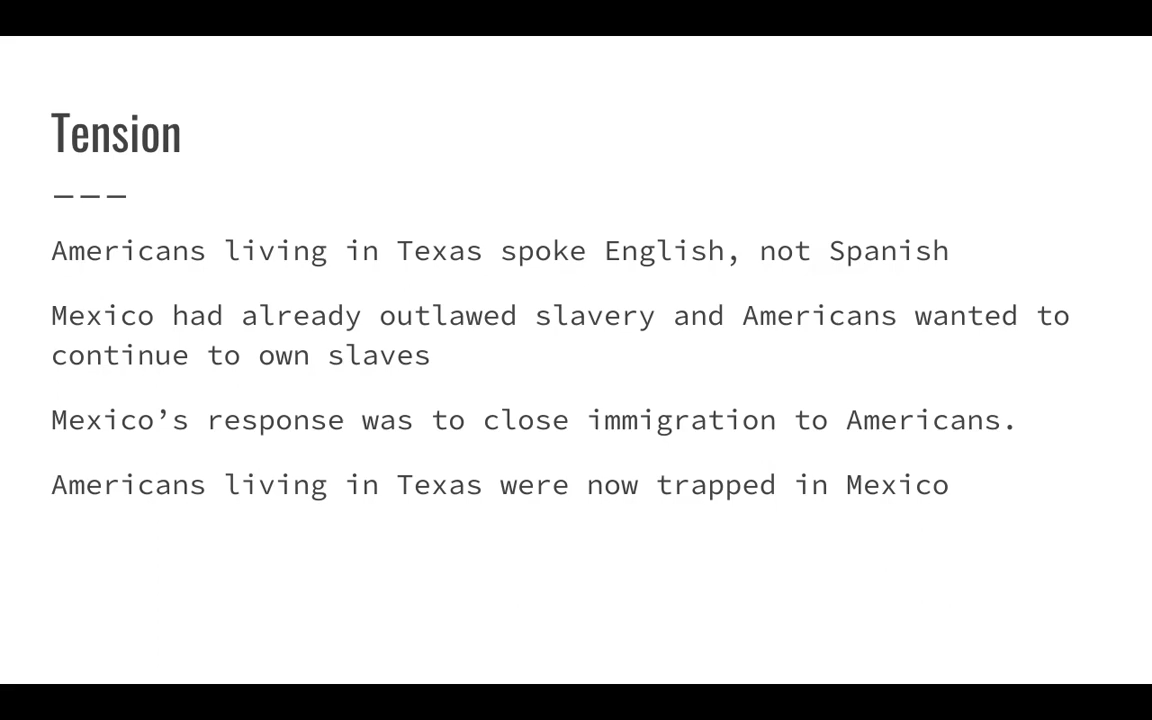 Tension
Americans living in Texas spoke English, not Spanish
Mexico had already outlawed slavery and Americans wanted to
continue to own slaves
Mexico’s response was to close immigration to Americans.
Americans living in Texas were now trapped in Mexico